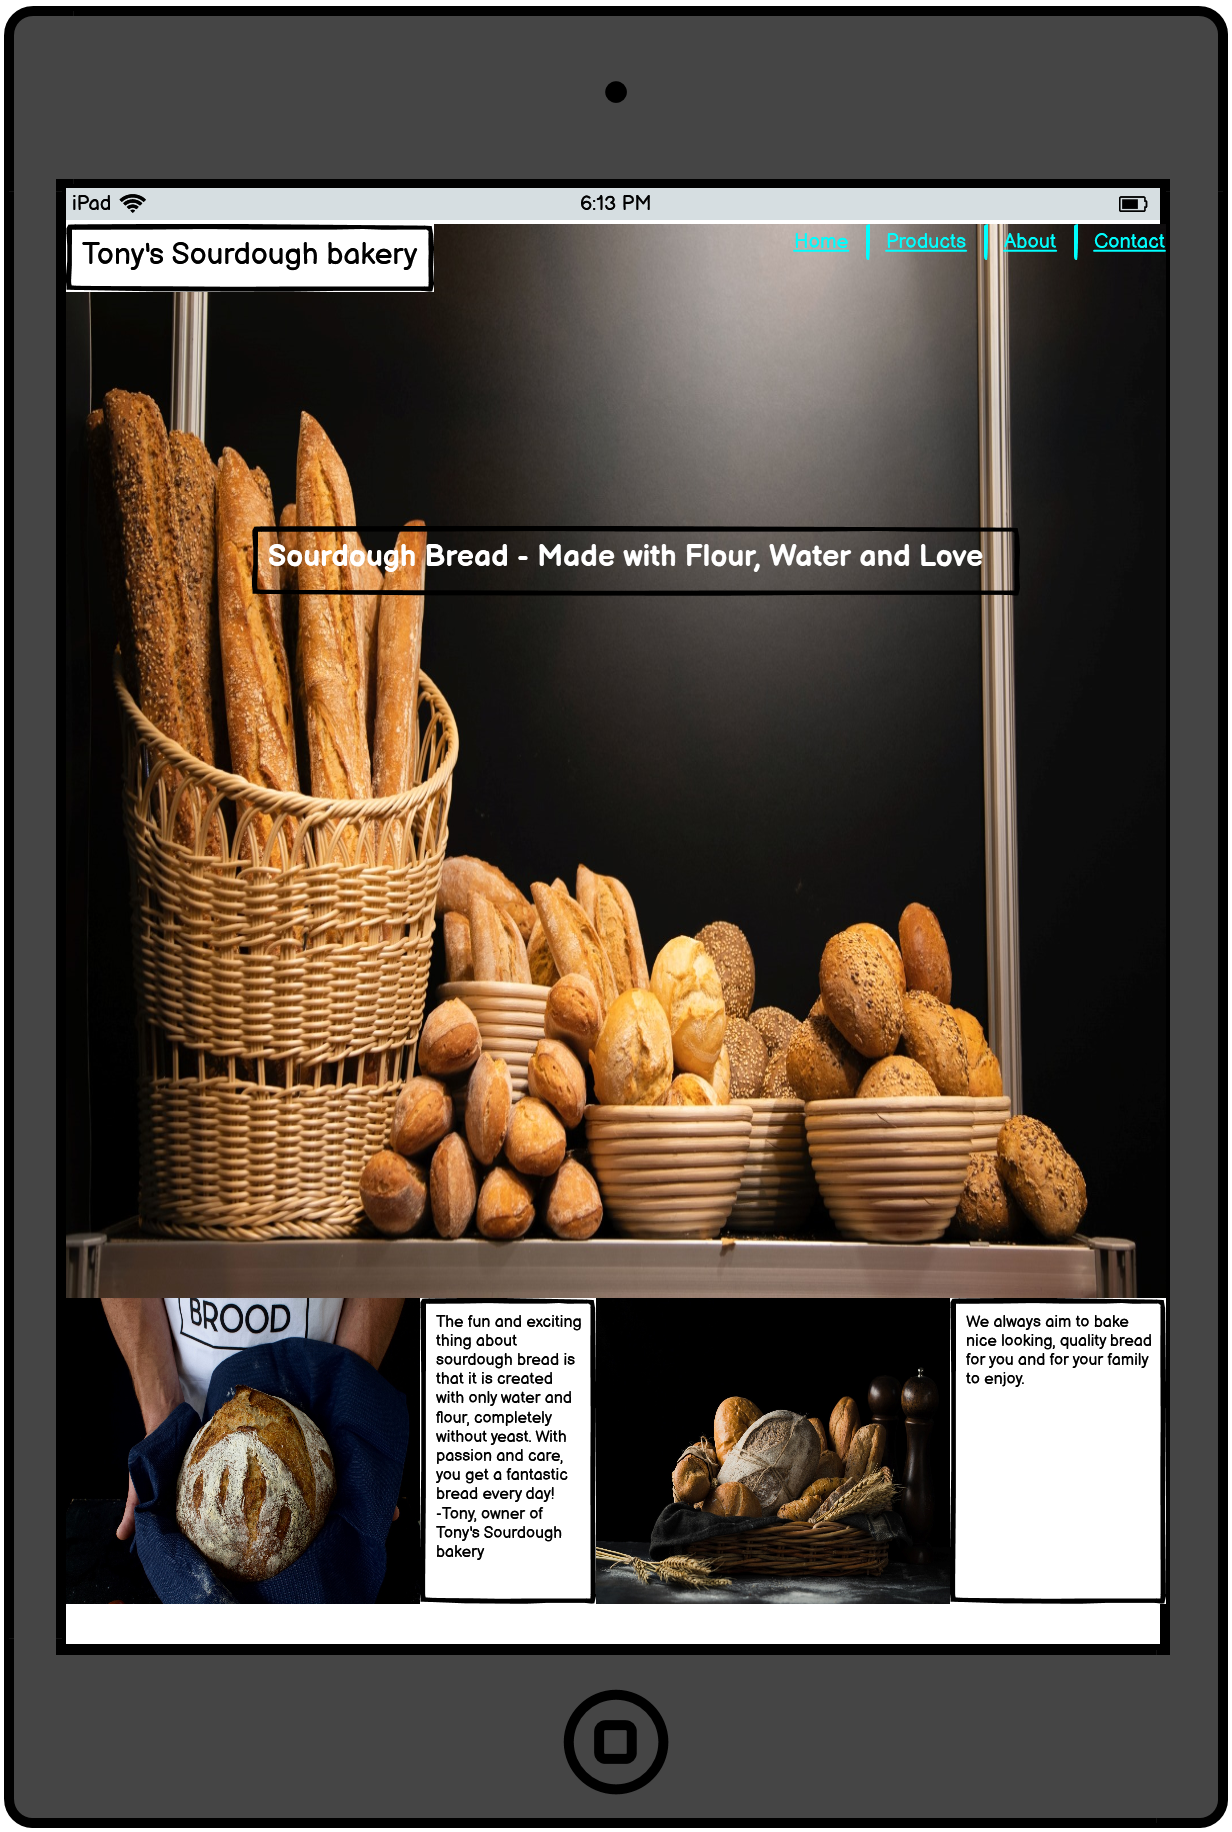 iPad 6:13 PM
Tony's Sourdough bakery
Home Products About Contact
Sourdough Bread - Made with Flour, Water and Love
BROOD
The fun and exciting
thing about
sourdough bread is
that it is created
with only water and
flour, completely
without yeast. With
passion and care,
you get a fantastic
bread every day!
-Tony, owner of
Tony's Sourdough
bakery
We always aim to bake
nice looking, quality bread
for you and for your family
to enjoy.